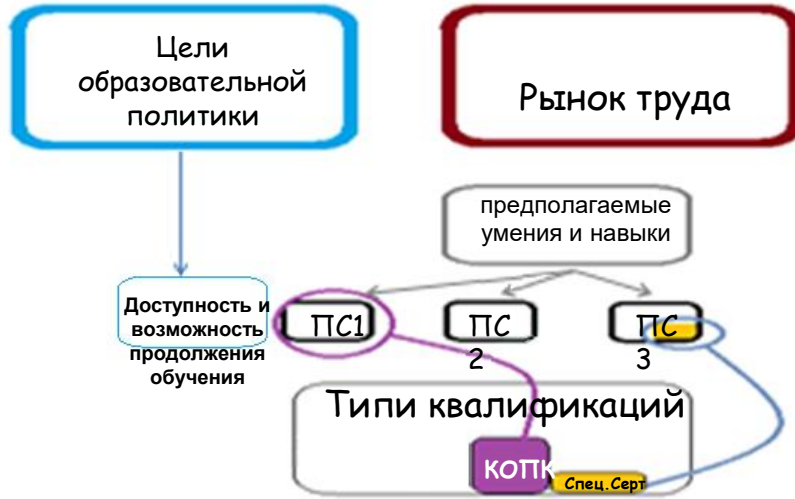 Цели
образовательной
политики
Рынок труда
предполагаемые
умения и навыки
Доступность и
возможность
продолжения
обучения
ПС1
ПС
2
ПС
3
Типи квалификаций
КОПК
Спец.Серт